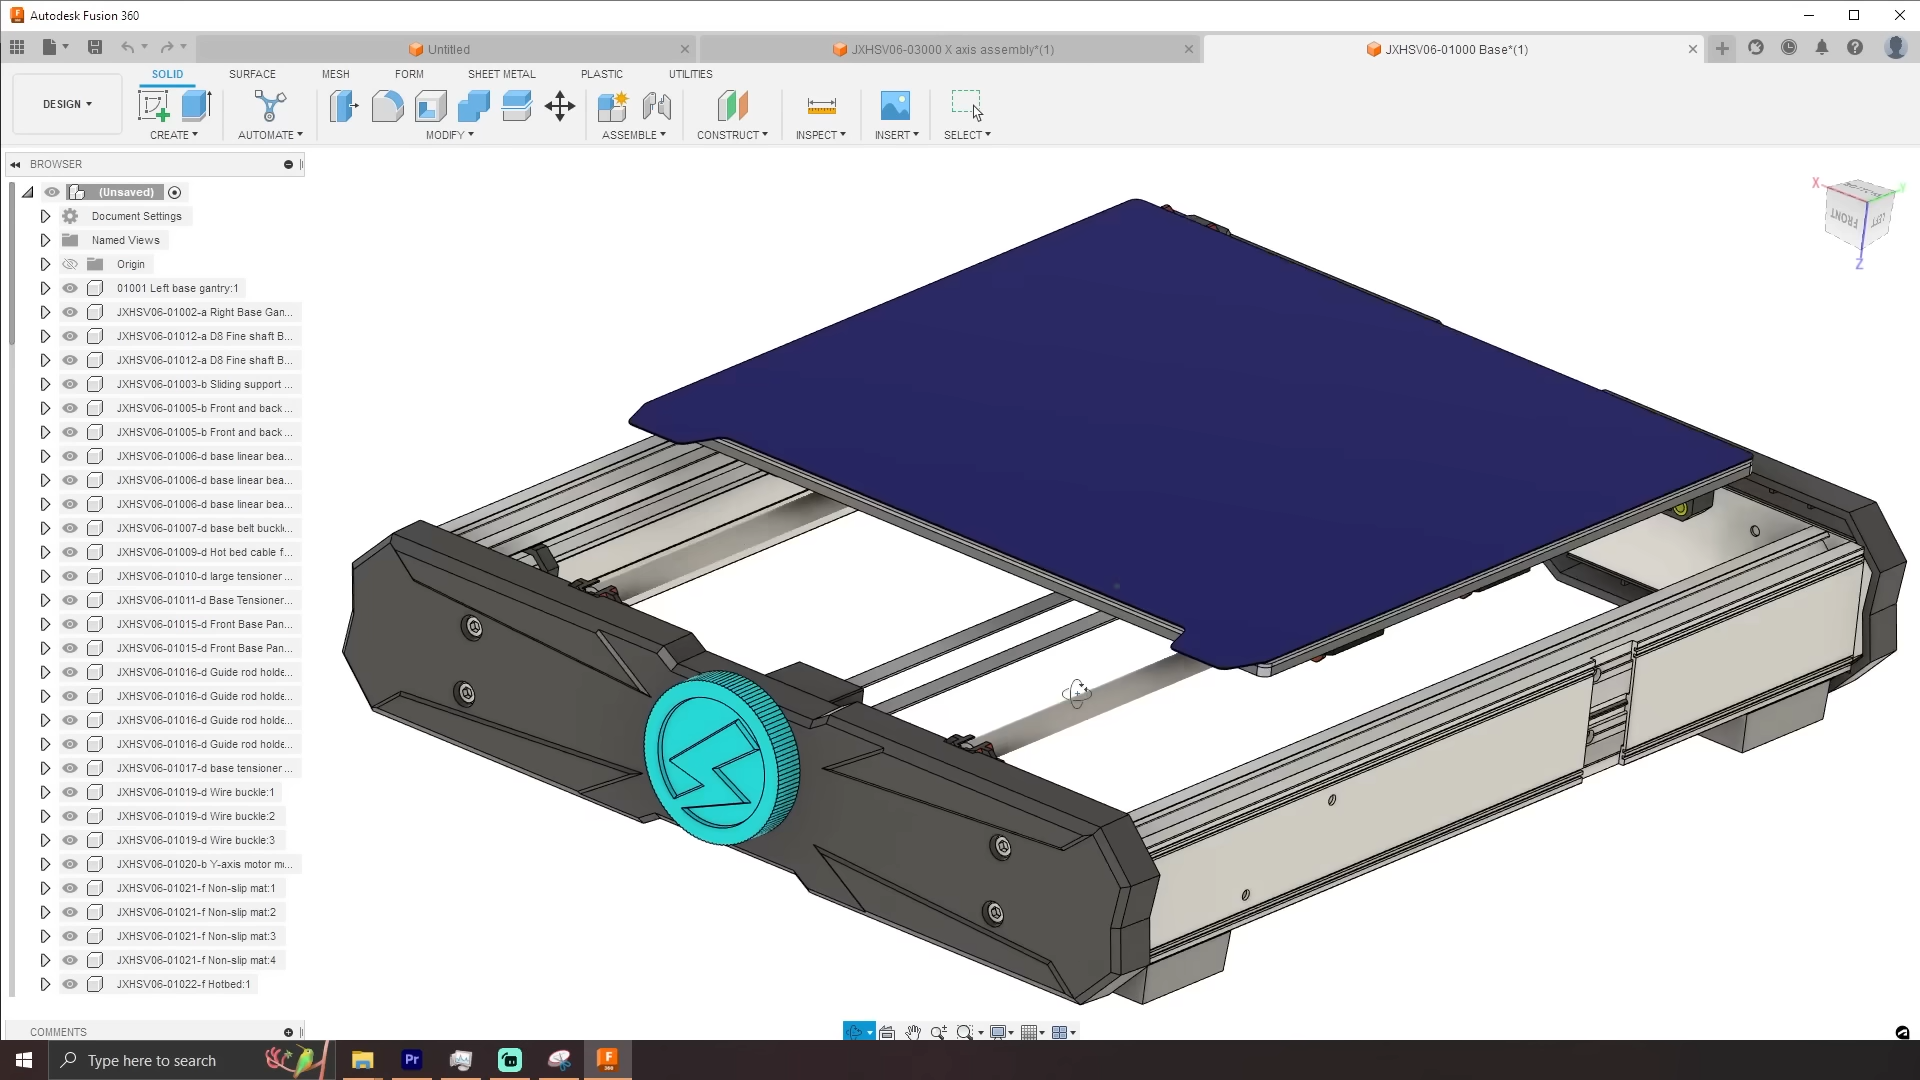 Autodesk Fusion 360
Untitled
JXHSV06-03000 X axis assembly*(1)
JXHSV06-01000 Base*(1)
SOLID
SURFACE
MESH
FORM
SHEET METAL
PLASTIC
UTILITIES
DESIGN
CREATE
AUTOMATE
MODIFY
ASSEMBLE
CONSTRUCT
INSPECT
INSERT
SELECT
BROWSER
(Unsaved)
Document Settings
Named Views
Origin
01001 Left base gantry:1
JXHSV06-01002-a Right Base Gan...
JXHSV06-01012-a D8 Fine shaft B...
JXHSV06-01012-a D8 Fine shaft B...
JXHSV06-01003-b Sliding support ...
JXHSV06-01005-b Front and back ...
JXHSV06-01005-b Front and back ...
JXHSV06-01006-d base linear bea...
JXHSV06-01006-d base linear bea...
JXHSV06-01006-d base linear bea...
JXHSV06-01007-d base belt buckl...
JXHSV06-01009-d Hot bed cable f...
JXHSV06-01010-d large tensioner ...
JXHSV06-01011-d Base Tensioner...
JXHSV06-01015-d Front Base Pan...
JXHSV06-01015-d Front Base Pan...
JXHSV06-01016-d Guide rod holde...
JXHSV06-01016-d Guide rod holde...
JXHSV06-01016-d Guide rod holde...
JXHSV06-01016-d Guide rod holde...
JXHSV06-01017-d base tensioner ...
JXHSV06-01019-d Wire buckle:1
JXHSV06-01019-d Wire buckle:2
JXHSV06-01019-d Wire buckle:3
JXHSV06-01020-b Y-axis motor m...
JXHSV06-01021-f Non-slip mat:1
JXHSV06-01021-f Non-slip mat:2
JXHSV06-01021-f Non-slip mat:3
JXHSV06-01021-f Non-slip mat:4
JXHSV06-01022-f Hotbed:1
COMMENTS
X
Y
BOTTOM
FRONT
LEFT
Z
Type here to search
Pr
F
360